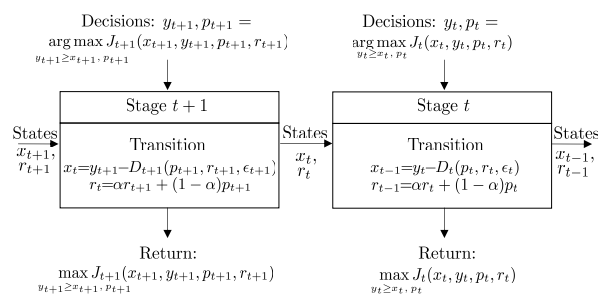 Decisions: y_{t+1}, p_{t+1} =
arg max J_{t+1}(x_{t+1}, y_{t+1}, p_{t+1}, r_{t+1})
y_{t+1}≥x_{t+1}, p_{t+1}
Stage t + 1
States
x_{t+1},
r_{t+1}
Transition
x_t=y_{t+1}−D_{t+1}(p_{t+1}, r_{t+1}, ϵ_{t+1})
r_t=αr_{t+1} + (1 − α)p_{t+1}
Return:
max J_{t+1}(x_{t+1}, y_{t+1}, p_{t+1}, r_{t+1})
y_{t+1}≥x_{t+1}, p_{t+1}
States
x_t,
r_t
Decisions: y_t, p_t =
arg max J_t(x_t, y_t, p_t, r_t)
y_t≥x_t, p_t
Stage t
Transition
x_{t−1}=y_t−D_t(p_t, r_t, ϵ_t)
r_{t−1}=αr_t + (1 − α)p_t
Return:
max J_t(x_t, y_t, p_t, r_t)
y_t≥x_t, p_t
States
x_{t−1},
r_{t−1}